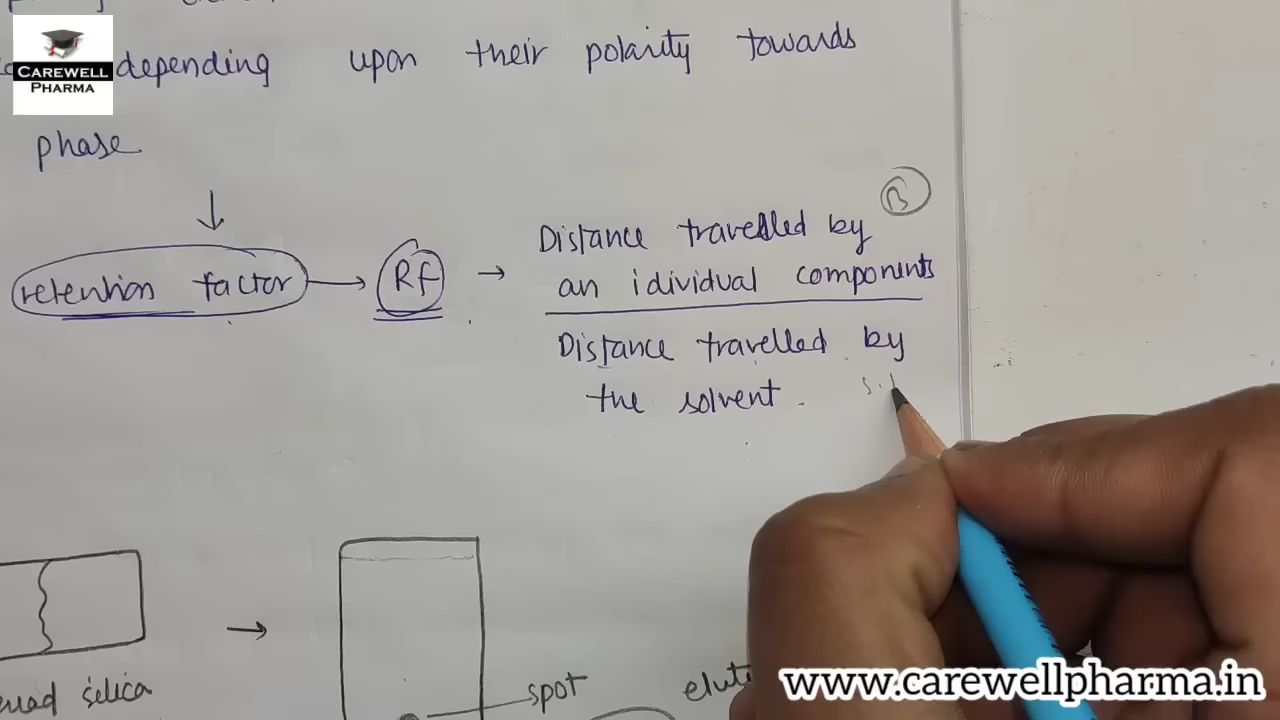 CAREWELL
PHARMA
depending upon their polarity towards
phase
B
retention factor → Rf → Distance travelled by
an idividual components
Distance travelled by
the solvent.
silica
spot
www.carewellpharma.in